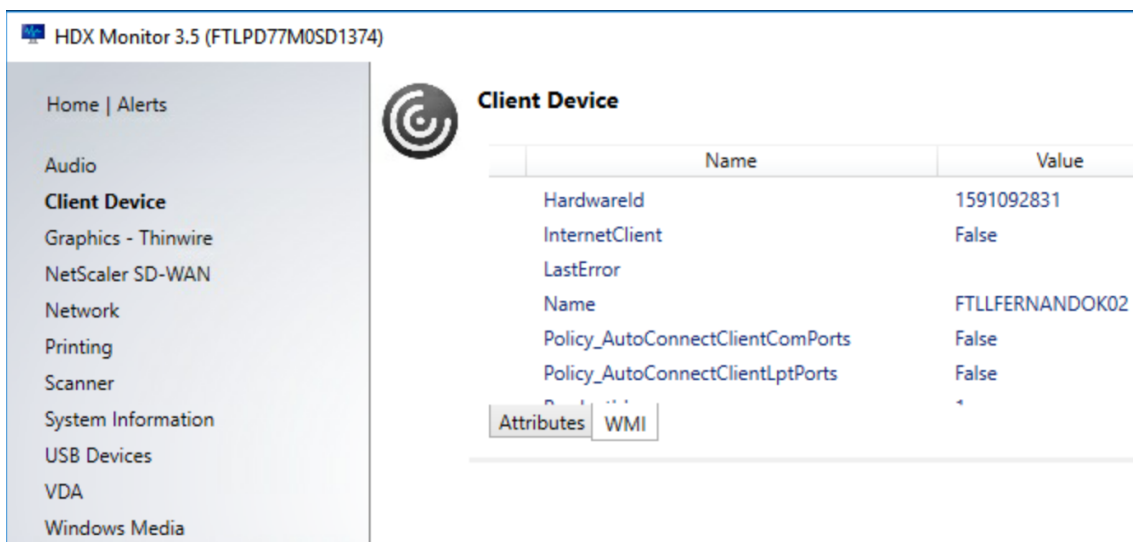 HDX Monitor 3.5 (FTLPD77M0SD1374)
Home | Alerts
Audio
Client Device
Graphics - Thinwire
NetScaler SD-WAN
Network
Printing
Scanner
System Information
USB Devices
VDA
Windows Media
Client Device
Name Value
HardwareId 1591092831
InternetClient False
LastError
Name FTLLFERNANDOK02
Policy_AutoConnectClientComPorts False
Policy_AutoConnectClientLptPorts False
Attributes WMI